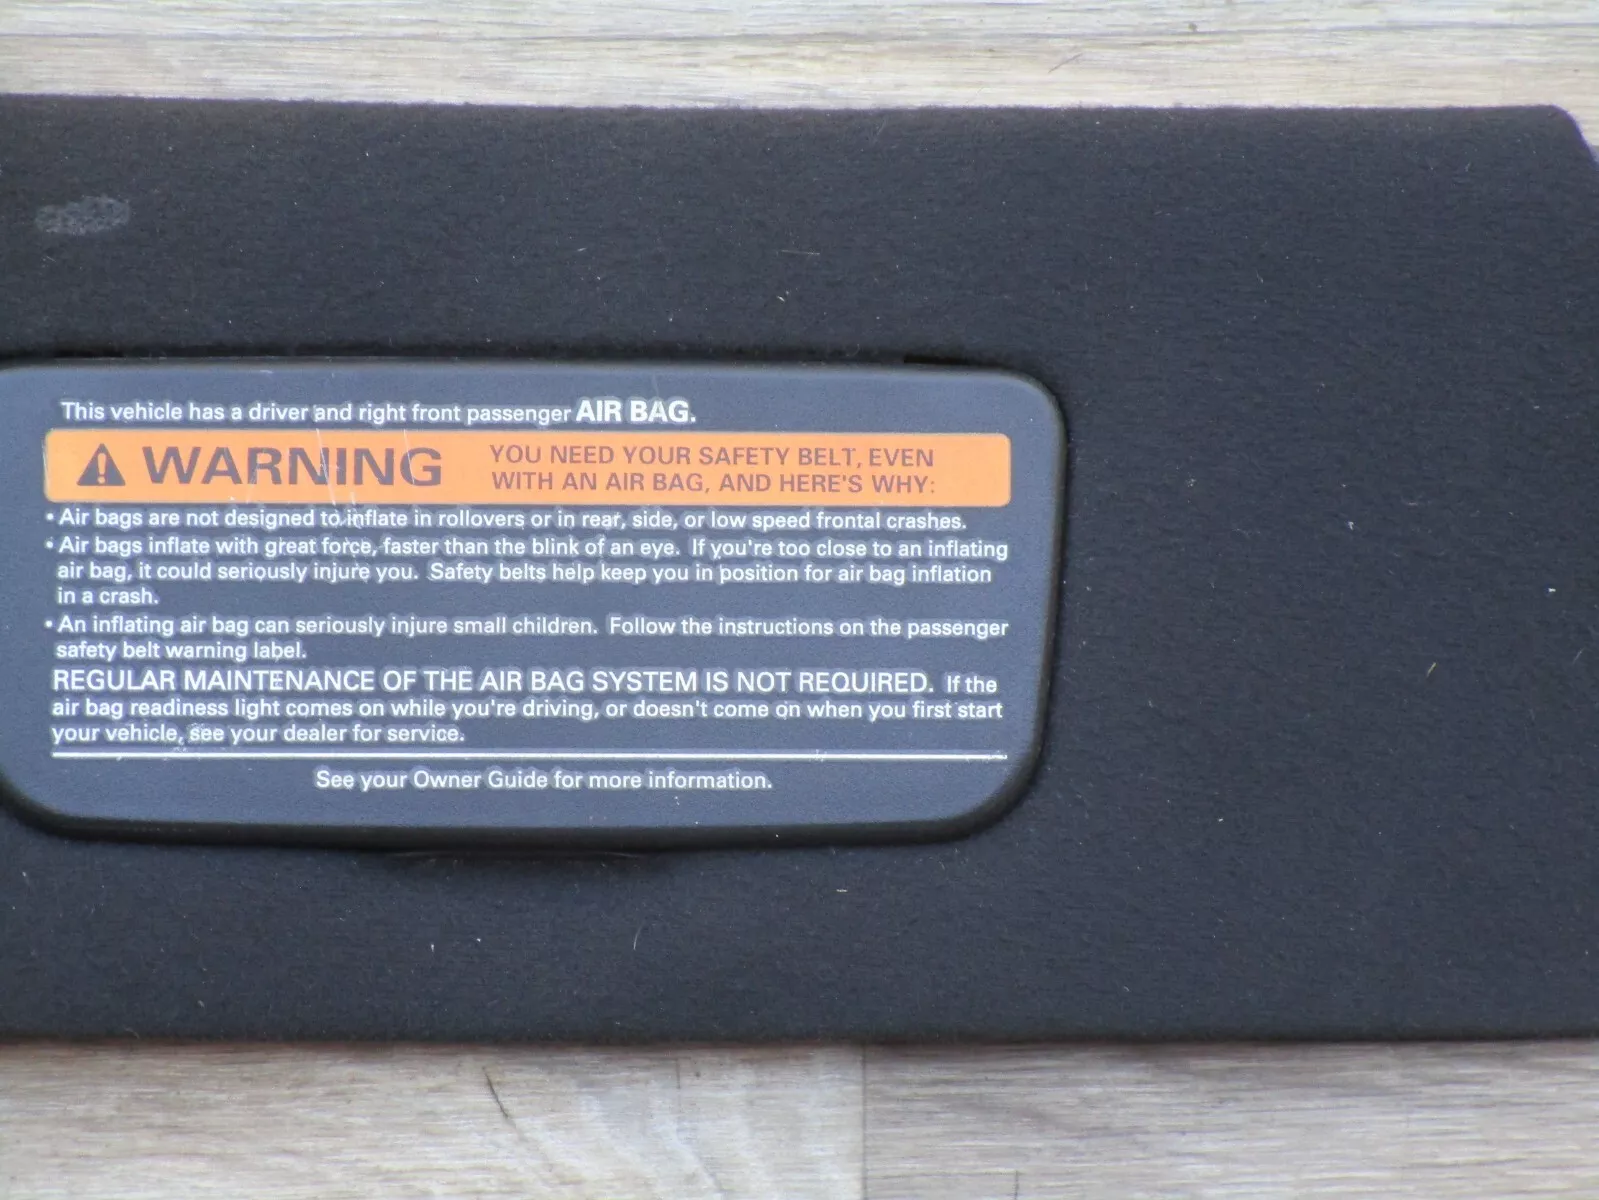 This vehicle has a driver and right front passenger AIR BAG.
WARNING
YOU NEED YOUR SAFETY BELT, EVEN
WITH AN AIR BAG, AND HERE'S WHY:
• Air bags are not designed to inflate in rollovers or in rear, side, or low speed frontal crashes.
• Air bags inflate with great force, faster than the blink of an eye. If you're too close to an inflating
air bag, it could seriously injure you. Safety belts help keep you in position for air bag inflation
in a crash.
• An inflating air bag can seriously injure small children. Follow the instructions on the passenger
safety belt warning label.
REGULAR MAINTENANCE OF THE AIR BAG SYSTEM IS NOT REQUIRED. If the
air bag readiness light comes on while you're driving, or doesn't come on when you first start
your vehicle, see your dealer for service.
See your Owner Guide for more information.